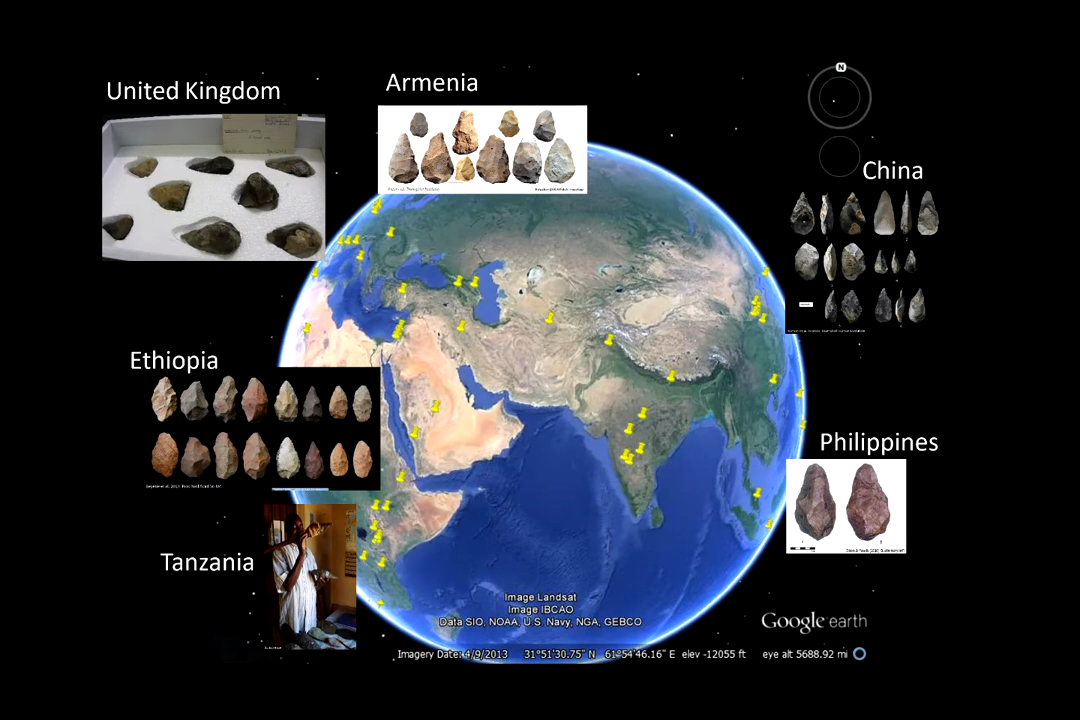 United Kingdom
Armenia
N
China
Ethiopia
Philippines
Tanzania
Image Landsat
Image IBCAO
Data SIO, NOAA, U.S. Navy, NGA, GEBCO
Google earth
Imagery Date: 4/9/2013 31°51'30.75" N 61°54'46.16" E elev -12055 ft eye alt 5688.92 mi